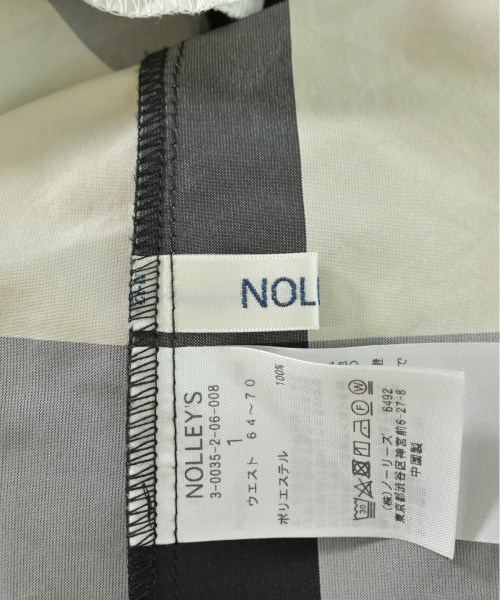 NOLL
NOLLEY'S
3-0035-2-06-008
1
ウエスト 64～70
ポリエステル 100%
30
(株)ノーリーズ 6492
東京都渋谷区神宮前6-27-8
中国製